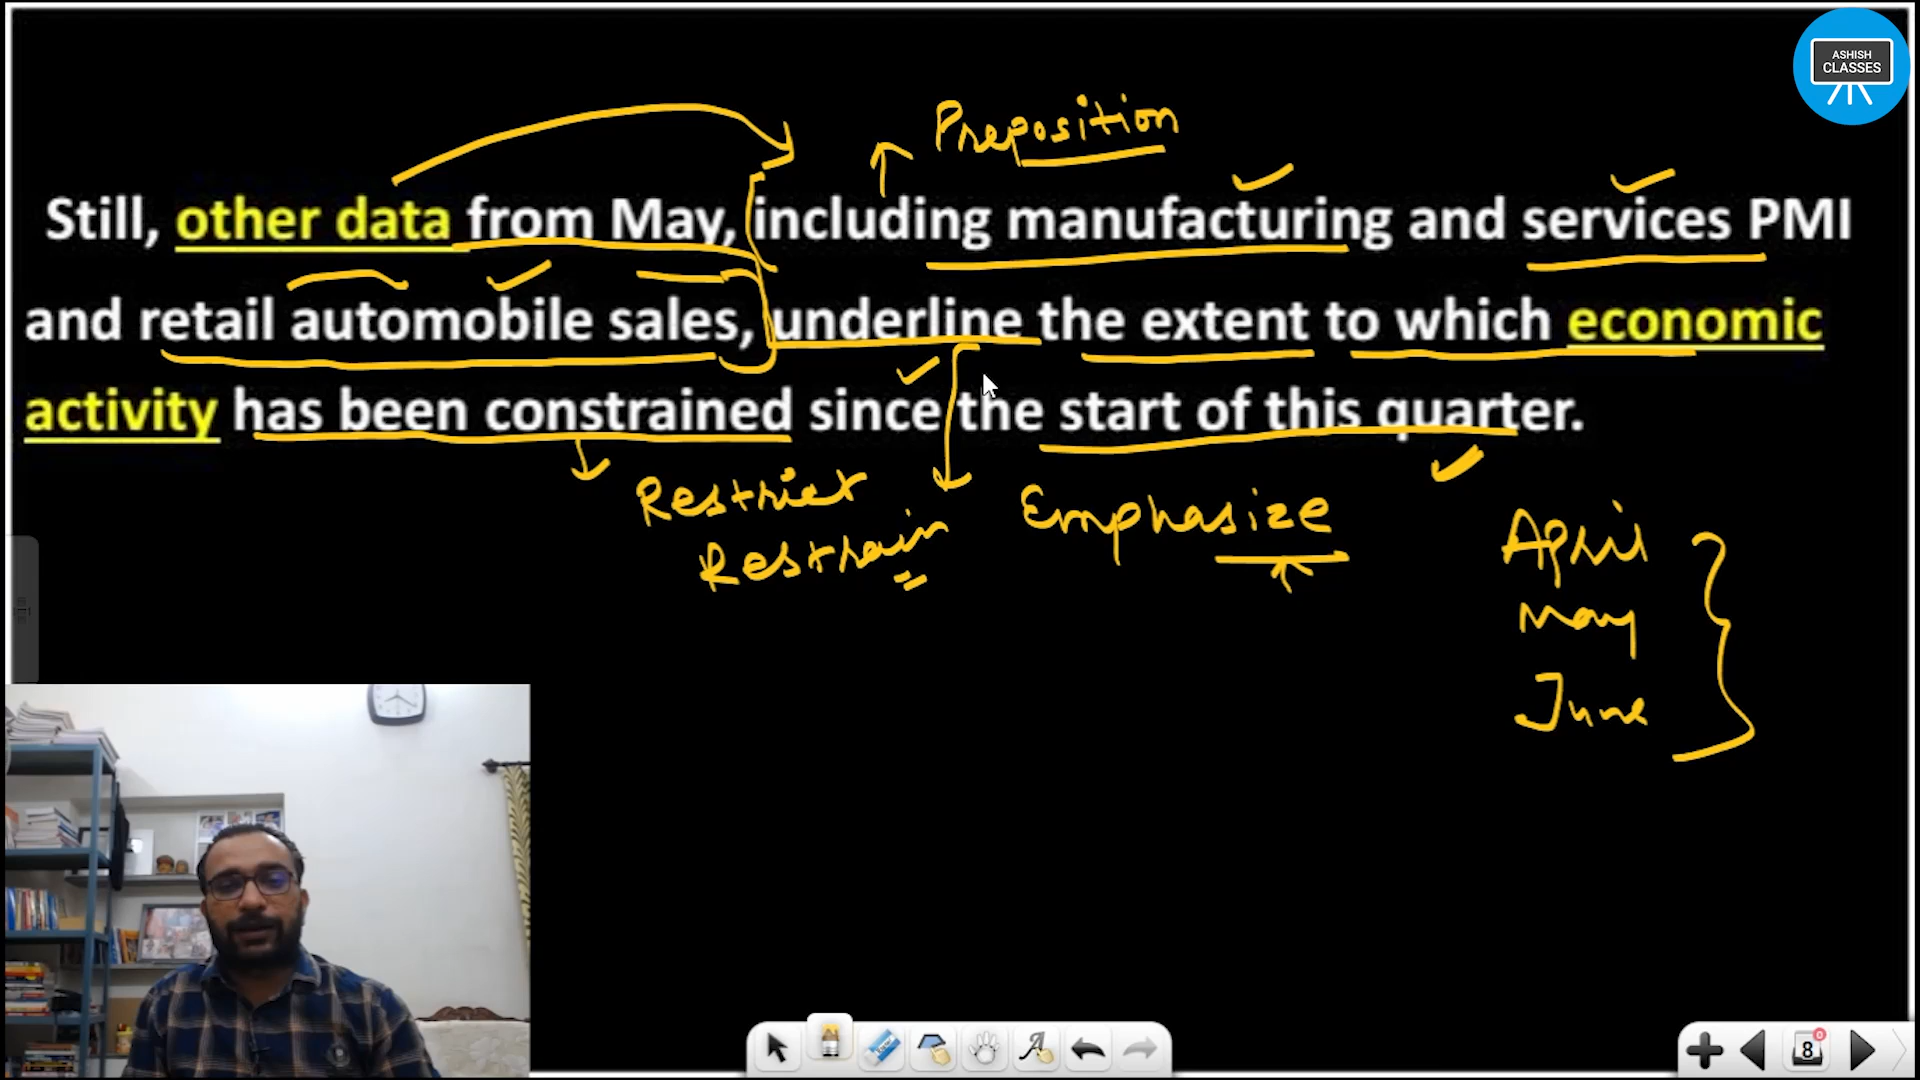 ASHISH
CLASSES
Preposition
Still, other data from May, including manufacturing and services PMI
and retail automobile sales, underline the extent to which economic
activity has been constrained since the start of this quarter.
Restrict
Restrain
Emphasize
April
May
June
8